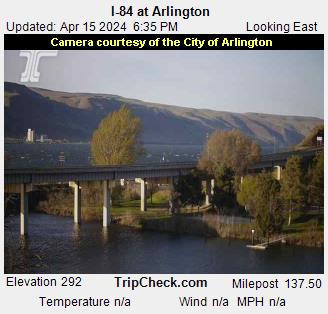 I-84 at Arlington
Updated: Apr 15 2024 6:35 PM Looking East
Camera courtesy of the City of Arlington
Elevation 292 TripCheck.com Milepost 137.50
Temperature n/a Wind n/a MPH n/a